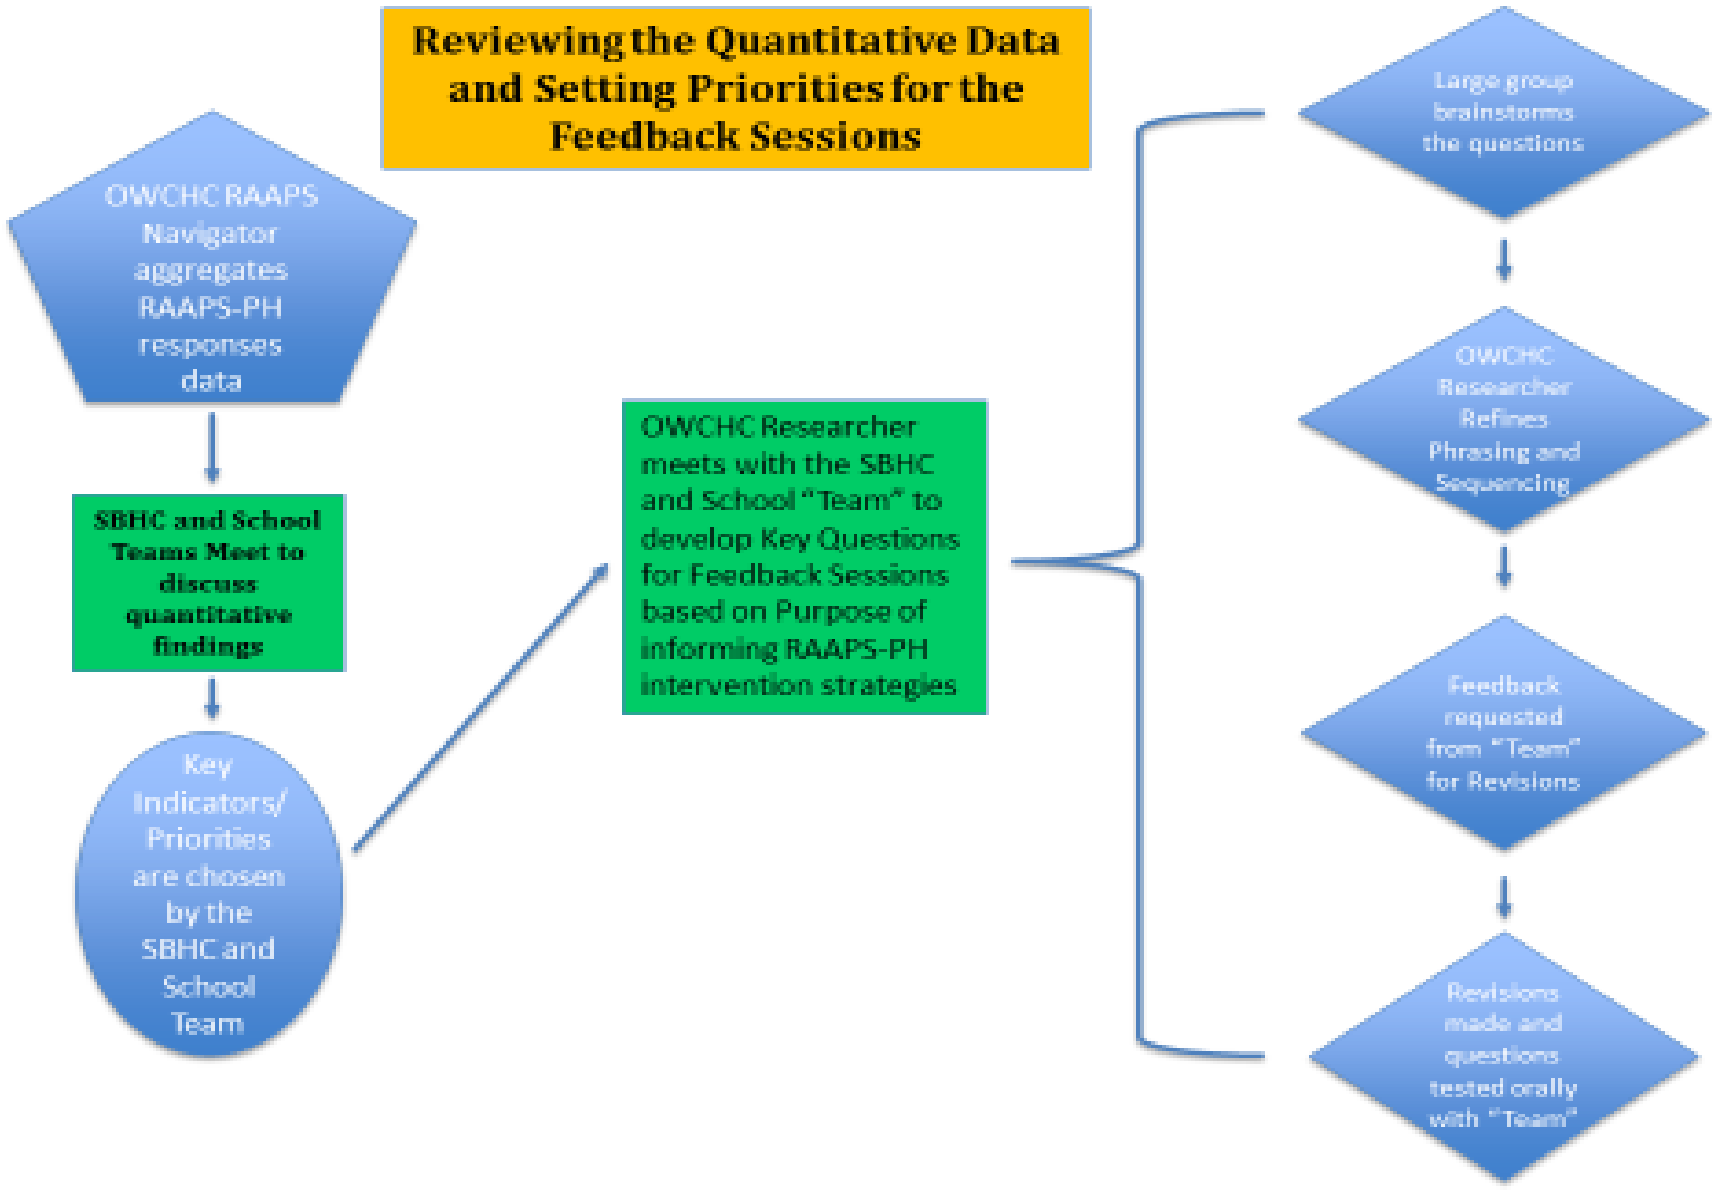 Reviewing the Quantitative Data
and Setting Priorities for the
Feedback Sessions
OWCHC RAAPS
Navigator
aggregates
RAAPS-PH
responses
data
SBHC and School
Teams Meet to
discuss
quantitative
findings
Key
Indicators/
Priorities
are chosen
by the
SBHC and
School
Team
OWCHC Researcher
meets with the SBHC
and School “Team” to
develop Key Questions
for Feedback Sessions
based on Purpose of
informing RAAPS-PH
intervention strategies
Large group
brainstorms
the questions
OWCHC
Researcher
Refines
Phrasing and
Sequencing
Feedback
requested
from “Team”
for Revisions
Revisions
made and
questions
tested orally
with “Team”